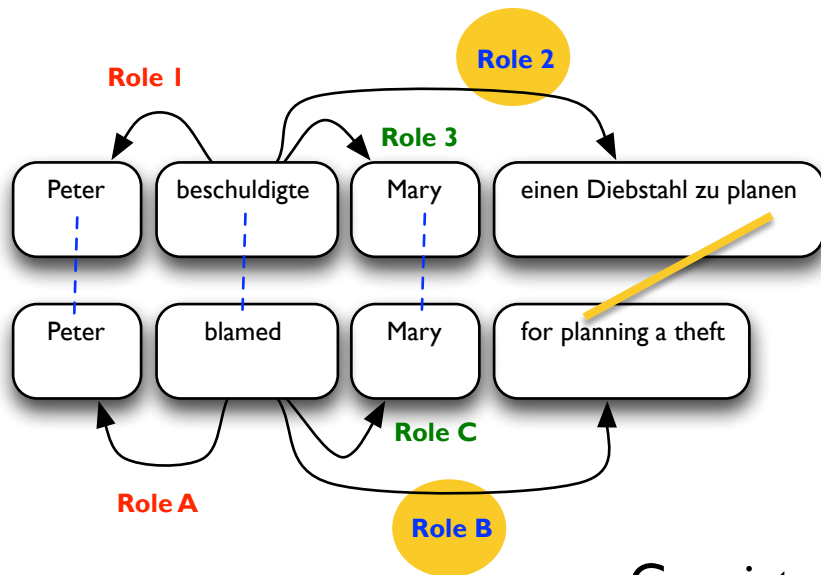 Role 2
Role 1
Role 3
Peter beschuldigte Mary einen Diebstahl zu planen
Peter blamed Mary for planning a theft
Role C
Role A
Role B